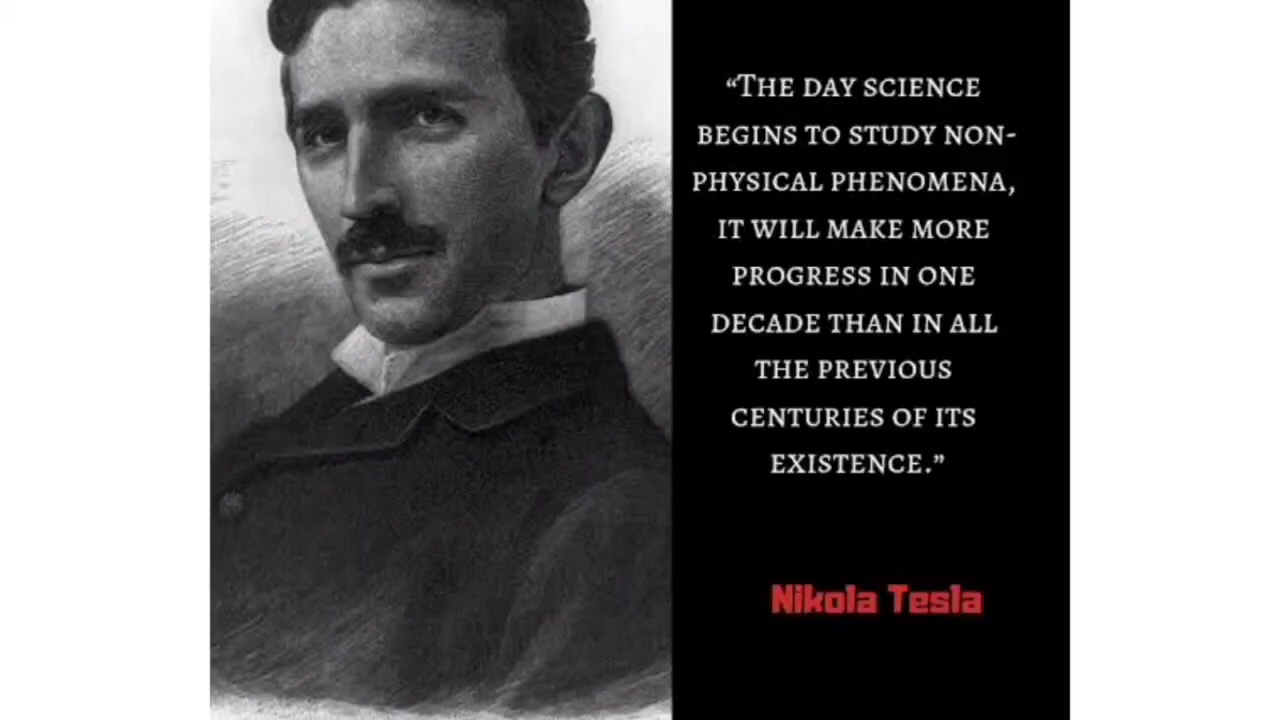 “The day science
begins to study non-
physical phenomena,
it will make more
progress in one
decade than in all
the previous
centuries of its
existence.”
Nikola Tesla